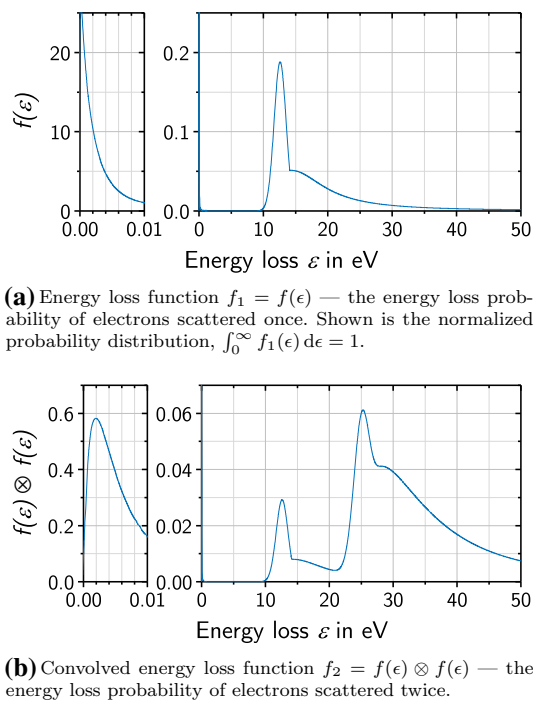 20
10
0
0.00 0.01
f(ε)
0.2
0.1
0.0
0 10 20 30 40 50
Energy loss ε in eV
(a) Energy loss function f₁ = f(ϵ) — the energy loss prob-
ability of electrons scattered once. Shown is the normalized
probability distribution, ∫₀^∞ f₁(ϵ) dϵ = 1.
0.6
0.4
0.2
0.0
0.00 0.01
f(ε) ⊗ f(ε)
0.06
0.04
0.02
0.00
0 10 20 30 40 50
Energy loss ε in eV
(b) Convolved energy loss function f₂ = f(ϵ) ⊗ f(ϵ) — the
energy loss probability of electrons scattered twice.